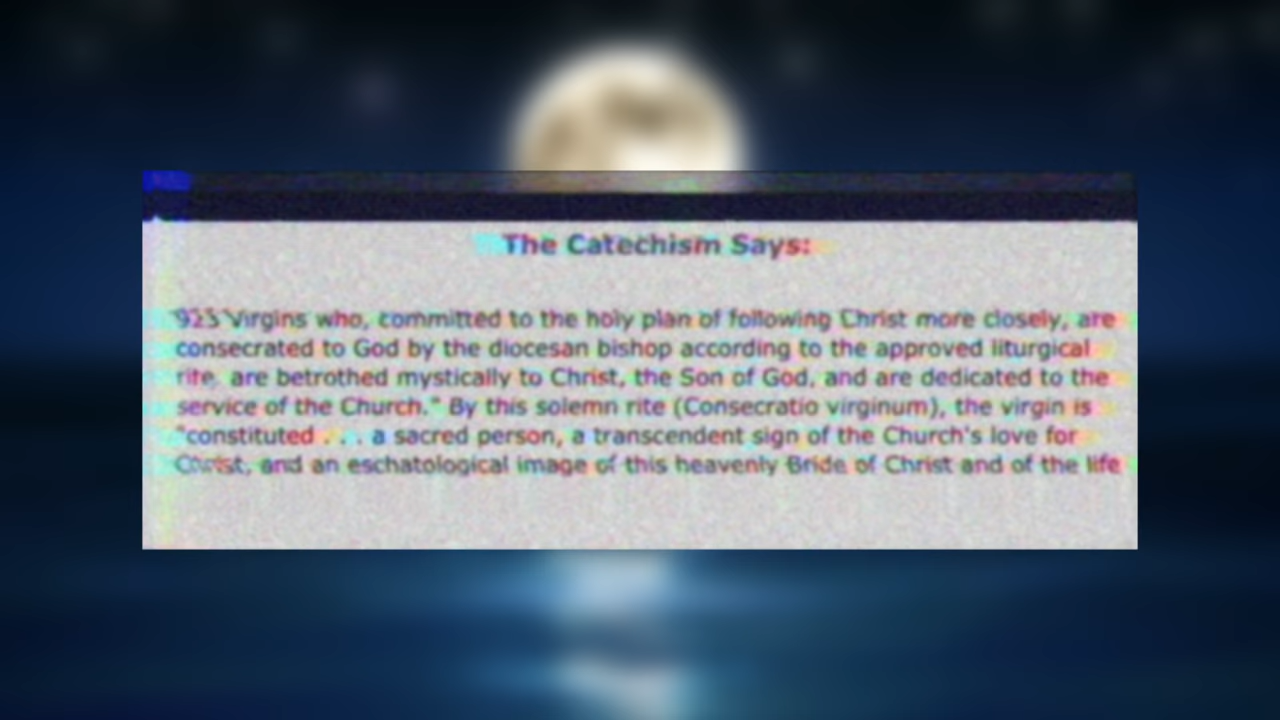 The Catechism Says:
"923 Virgins who, committed to the holy plan of following Christ more closely, are
consecrated to God by the diocesan bishop according to the approved liturgical
rite, are betrothed mystically to Christ, the Son of God, and are dedicated to the
service of the Church." By this solemn rite (Consecratio virginum), the virgin is
"constituted . . . a sacred person, a transcendent sign of the Church's love for
Christ, and an eschatological image of this heavenly Bride of Christ and of the life